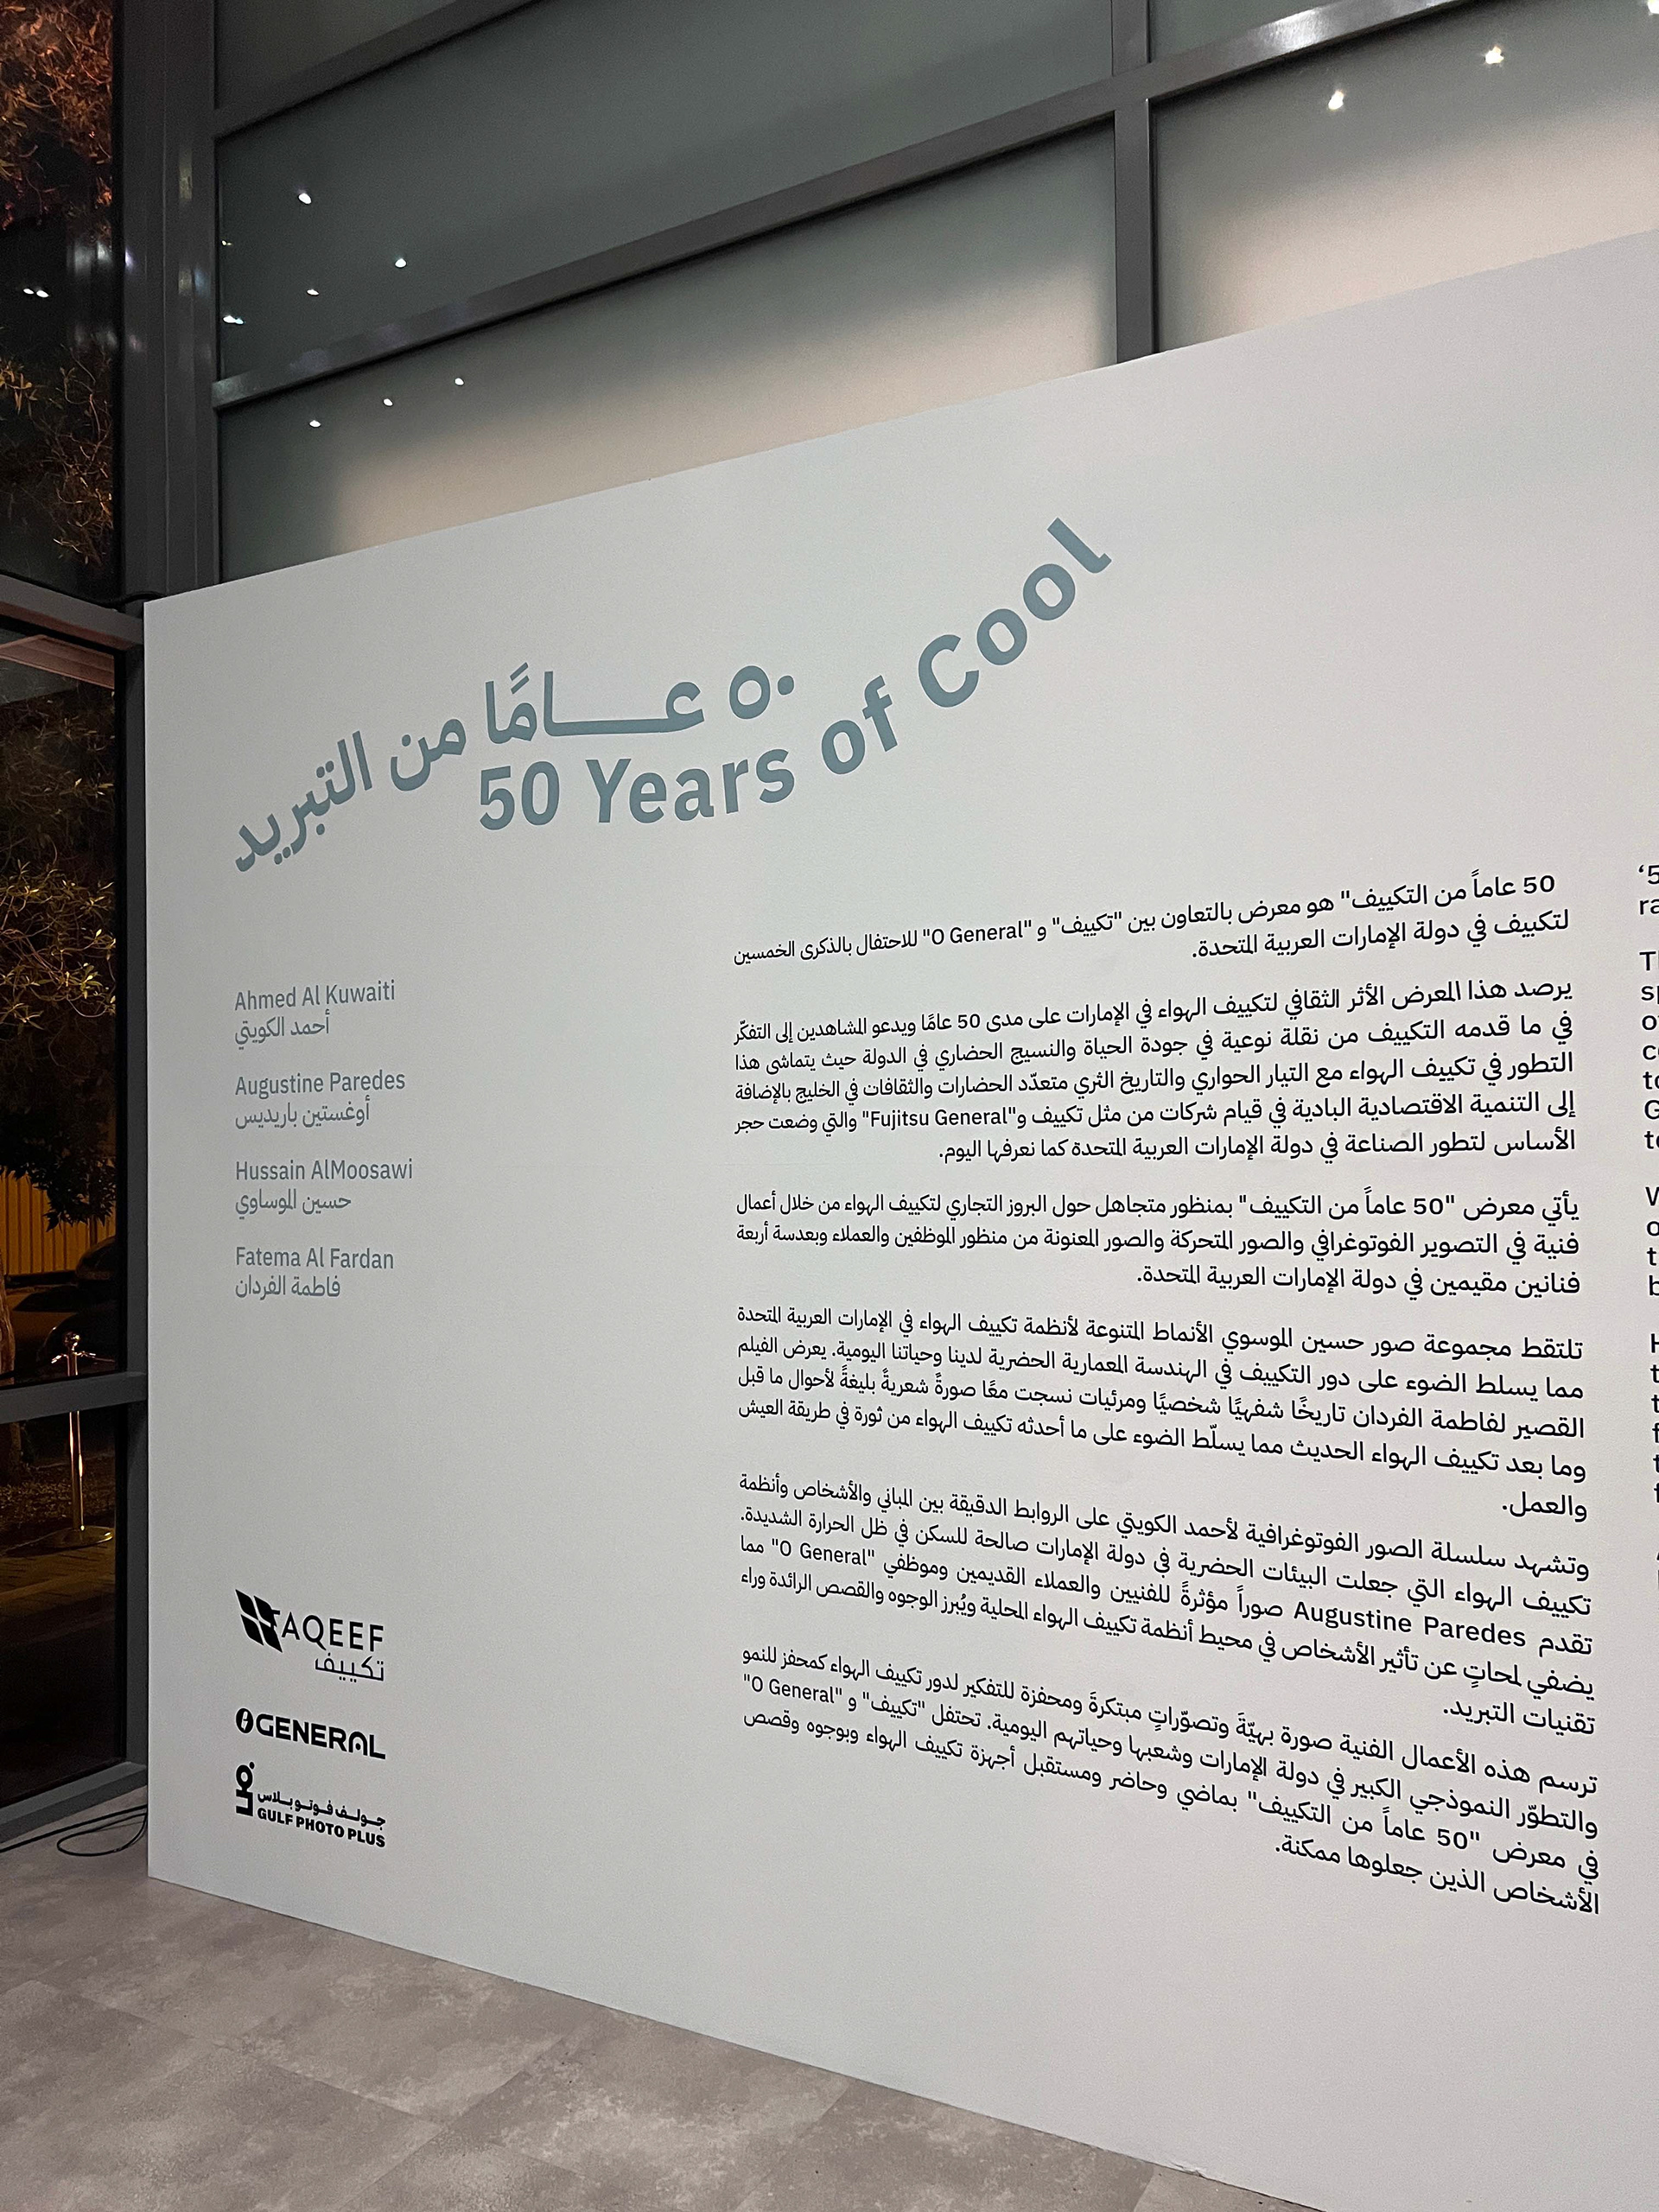 ٥٠ عـــامًا من التبريد
50 Years of Cool
Ahmed Al Kuwaiti
أحمد الكويتي
Augustine Paredes
أوغستين باريديس
Hussain AlMoosawi
حسين الموساوي
Fatema Al Fardan
فاطمة الفردان
TAQEEF
تكييف
GENERAL
جولف فوتو بلاس
GULF PHOTO PLUS
50 عاماً من التكييف" هو معرض بالتعاون بين "تكييف" و "O General" للاحتفال بالذكرى الخمسين
لتكييف في دولة الإمارات العربية المتحدة.
يرصد هذا المعرض الأثر الثقافي لتكييف الهواء في الإمارات على مدى 50 عامًا ويدعو المشاهدين إلى التفكّر
في ما قدمه التكييف من نقلة نوعية في جودة الحياة والنسيج الحضاري في الدولة حيث يتماشى هذا
التطور في تكييف الهواء مع التيار الحواري والتاريخ الثري متعدّد الحضارات والثقافات في الخليج بالإضافة
إلى التنمية الاقتصادية البادية في قيام شركات من مثل تكييف و"Fujitsu General" والتي وضعت حجر
الأساس لتطور الصناعة في دولة الإمارات العربية المتحدة كما نعرفها اليوم.
يأتي معرض "50 عاماً من التكييف" بمنظور متجاهل حول البروز التجاري لتكييف الهواء من خلال أعمال
فنية في التصوير الفوتوغرافي والصور المتحركة والصور المعنونة من منظور الموظفين والعملاء وبعدسة أربعة
فنانين مقيمين في دولة الإمارات العربية المتحدة.
تلتقط مجموعة صور حسين الموسوي الأنماط المتنوعة لأنظمة تكييف الهواء في الإمارات العربية المتحدة
مما يسلط الضوء على دور التكييف في الهندسة المعمارية الحضرية لدينا وحياتنا اليومية. يعرض الفيلم
القصير لفاطمة الفردان تاريخًا شفهيًا شخصيًا ومرئيات نسجت معًا صورةً شعريةً بليغةً لأحوال ما قبل
وما بعد تكييف الهواء الحديث مما يسلّط الضوء على ما أحدثه تكييف الهواء من ثورة في طريقة العيش
والعمل.
وتشهد سلسلة الصور الفوتوغرافية لأحمد الكويتي على الروابط الدقيقة بين المباني والأشخاص وأنظمة
تكييف الهواء التي جعلت البيئات الحضرية في دولة الإمارات صالحة للسكن في ظل الحرارة الشديدة.
تقدم Augustine Paredes صوراً مؤثرةً للفنيين والعملاء القديمين وموظفي "O General" مما
يضفي لمحاتٍ عن تأثير الأشخاص في محيط أنظمة تكييف الهواء المحلية ويُبرز الوجوه والقصص الرائدة وراء
تقنيات التبريد.
ترسم هذه الأعمال الفنية صورة بهيّةَ وتصوّراتٍ مبتكرةَ ومحفزة للتفكير لدور تكييف الهواء كمحفز للنمو
والتطوّر النموذجي الكبير في دولة الإمارات وشعبها وحياتهم اليومية. تحتفل "تكييف" و "O General"
في معرض "50 عاماً من التكييف" بماضي وحاضر ومستقبل أجهزة تكييف الهواء وبوجوه وقصص
الأشخاص الذين جعلوها ممكنة.